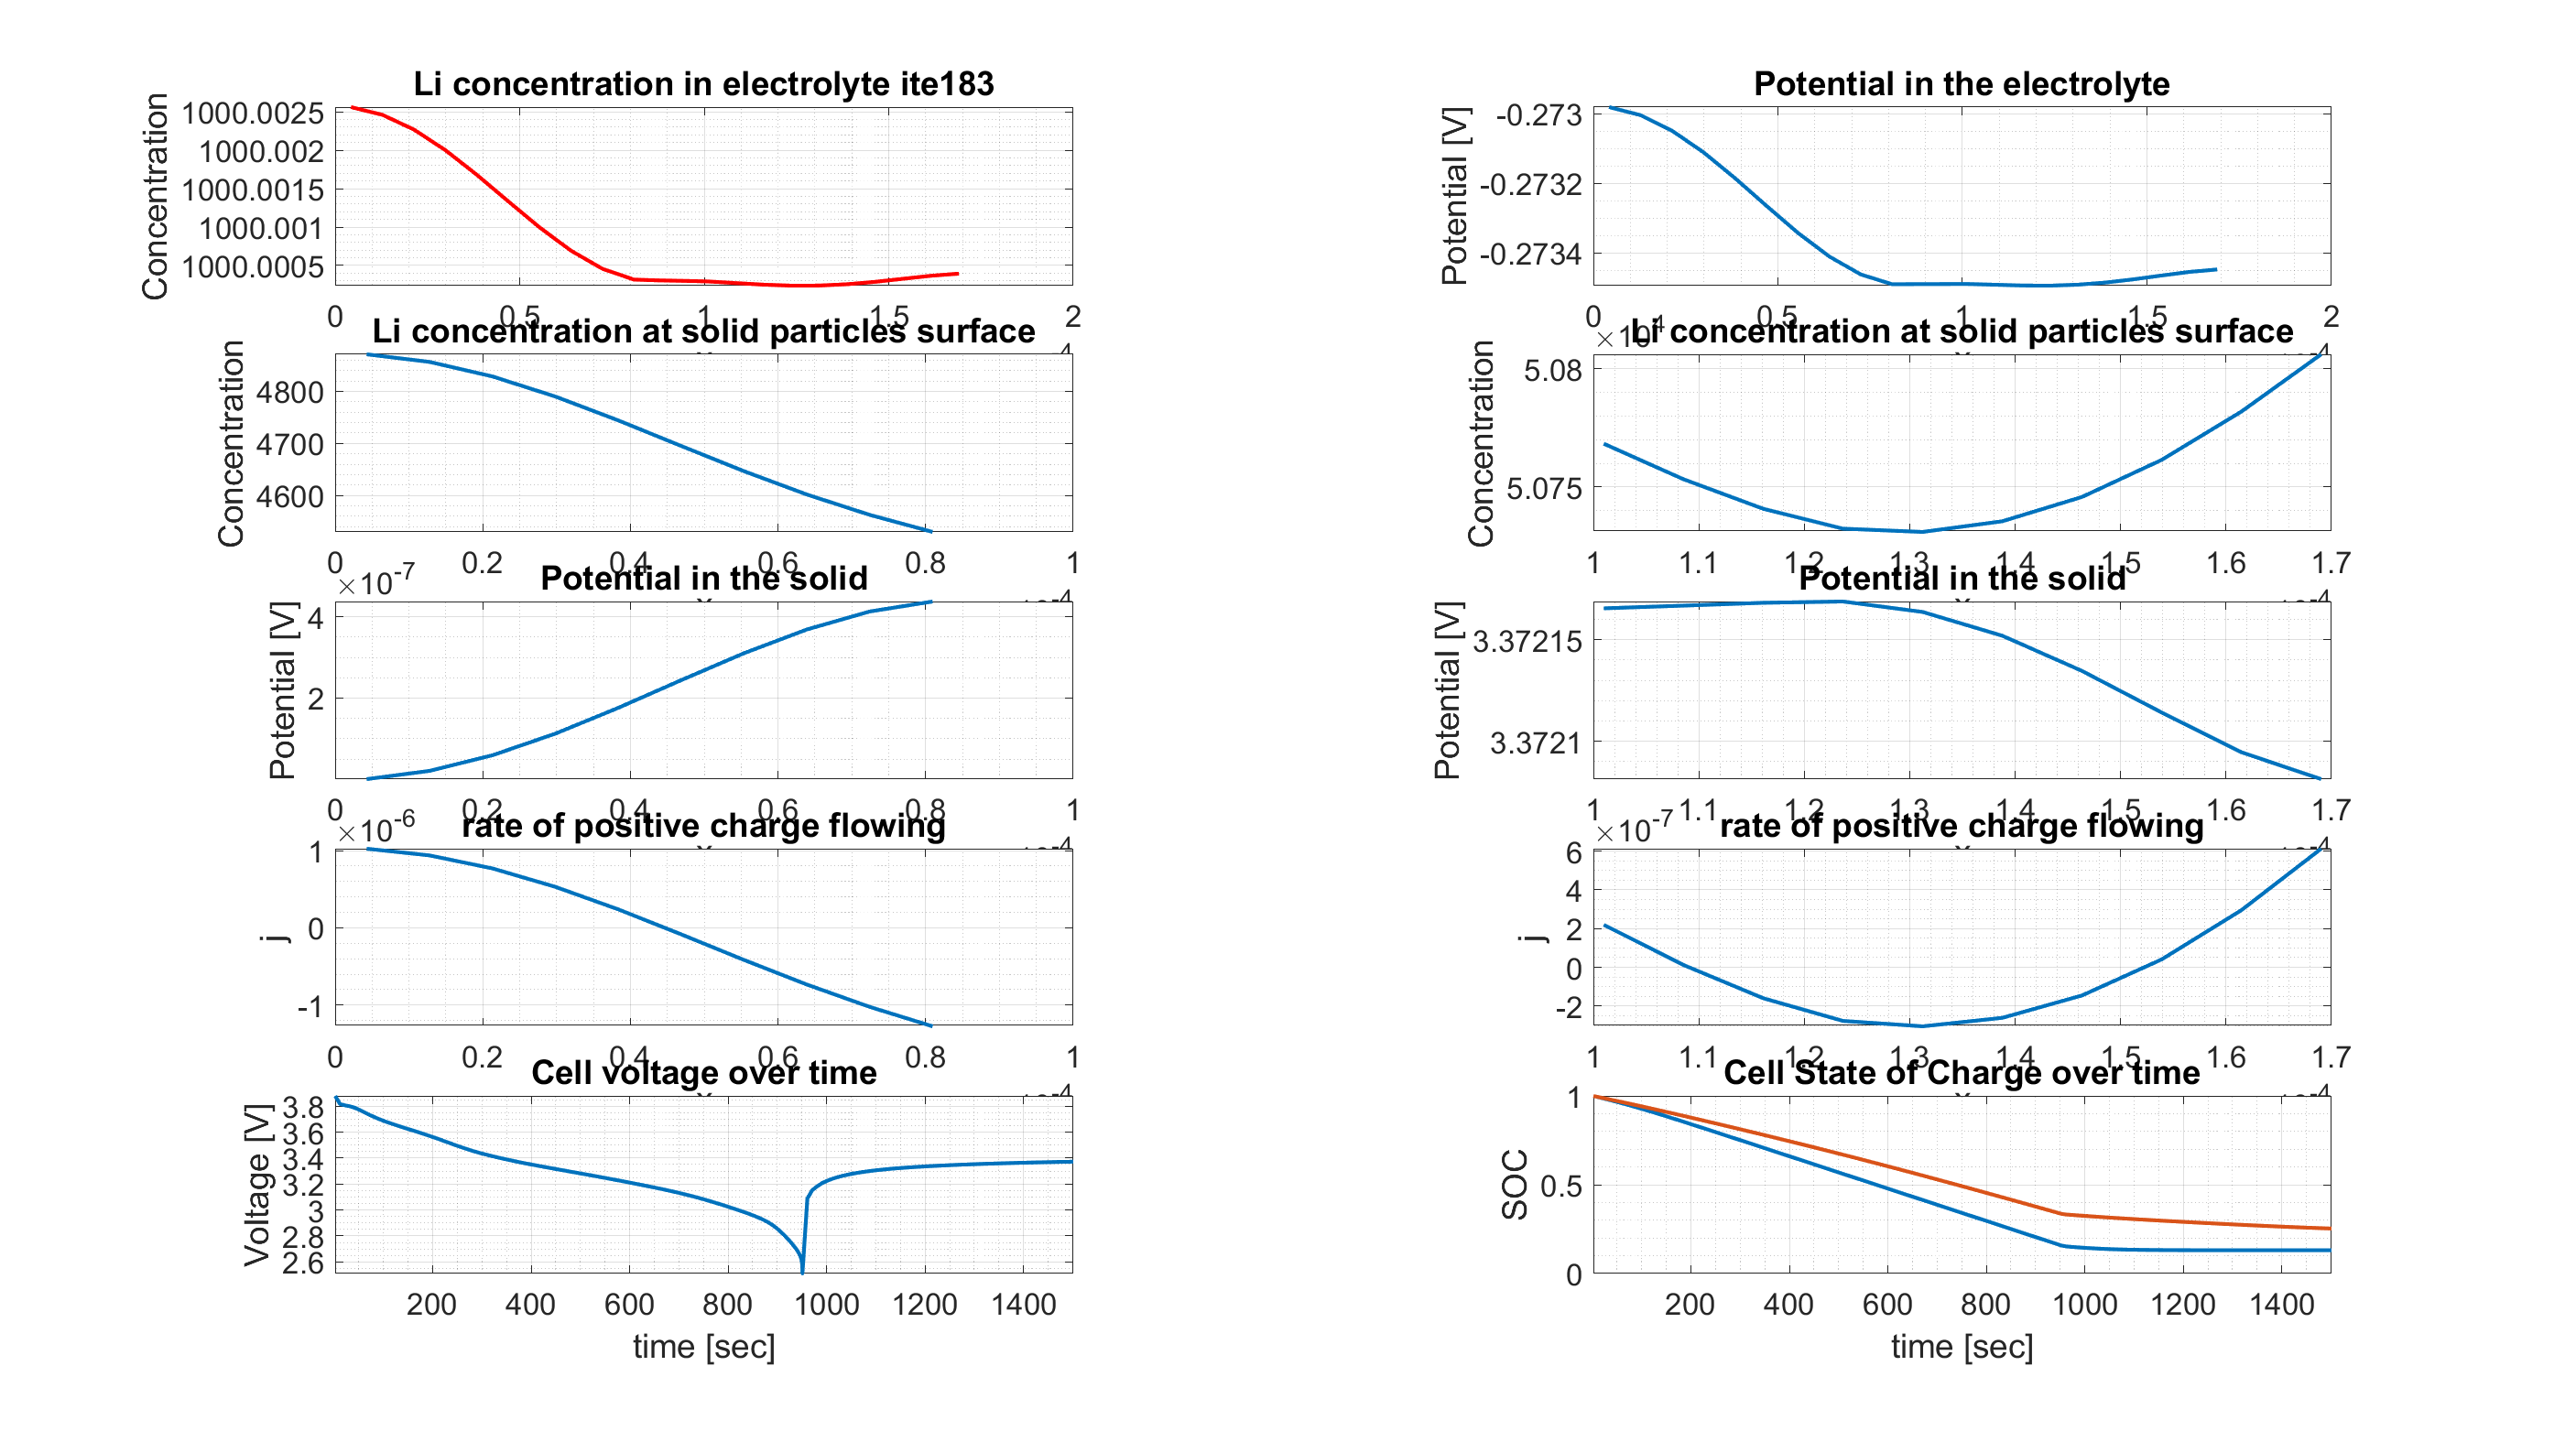 Li concentration in electrolyte ite183
Concentration
1000.0025
1000.002
1000.0015
1000.001
1000.0005
0 0.5 1 1.5 2
Potential in the electrolyte
Potential [V]
-0.273
-0.2732
-0.2734
0 0.5 1 1.5 2
Li concentration at solid particles surface
Concentration
4800
4700
4600
0 0.2 0.4 0.6 0.8 1
Li concentration at solid particles surface
×10⁴
Concentration
5.08
5.075
1 1.1 1.2 1.3 1.4 1.5 1.6 1.7
Potential in the solid
×10⁻⁷
Potential [V]
4
2
0 0.2 0.4 0.6 0.8 1
Potential in the solid
Potential [V]
3.37215
3.3721
1 1.1 1.2 1.3 1.4 1.5 1.6 1.7
rate of positive charge flowing
×10⁻⁶
j
1
0
-1
0 0.2 0.4 0.6 0.8 1
rate of positive charge flowing
×10⁻⁷
j
6
4
2
0
-2
1 1.1 1.2 1.3 1.4 1.5 1.6 1.7
Cell voltage over time
Voltage [V]
3.8
3.6
3.4
3.2
3
2.8
2.6
200 400 600 800 1000 1200 1400
time [sec]
Cell State of Charge over time
SOC
1
0.5
0
200 400 600 800 1000 1200 1400
time [sec]